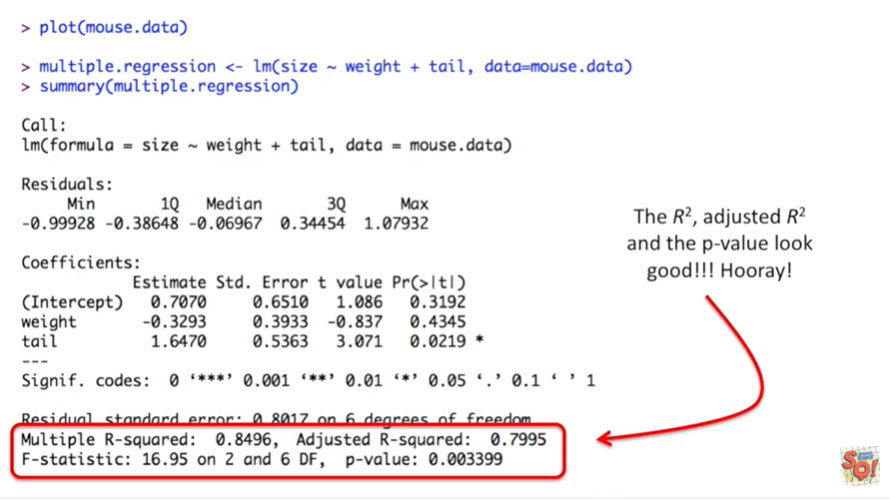 > plot(mouse.data)
> multiple.regression <- lm(size ~ weight + tail, data=mouse.data)
> summary(multiple.regression)
Call:
lm(formula = size ~ weight + tail, data = mouse.data)
Residuals:
Min 1Q Median 3Q Max
-0.99928 -0.38648 -0.06967 0.34454 1.07932
Coefficients:
Estimate Std. Error t value Pr(>|t|)
(Intercept) 0.7070 0.6510 1.086 0.3192
weight -0.3293 0.3933 -0.837 0.4345
tail 1.6470 0.5363 3.071 0.0219 *
---
Signif. codes: 0 ‘***’ 0.001 ‘**’ 0.01 ‘*’ 0.05 ‘.’ 0.1 ‘ ’ 1
Residual standard error: 0.8017 on 6 degrees of freedom
Multiple R-squared: 0.8496, Adjusted R-squared: 0.7995
F-statistic: 16.95 on 2 and 6 DF, p-value: 0.003399
The R², adjusted R²
and the p-value look
good!!! Hooray!
SQ!